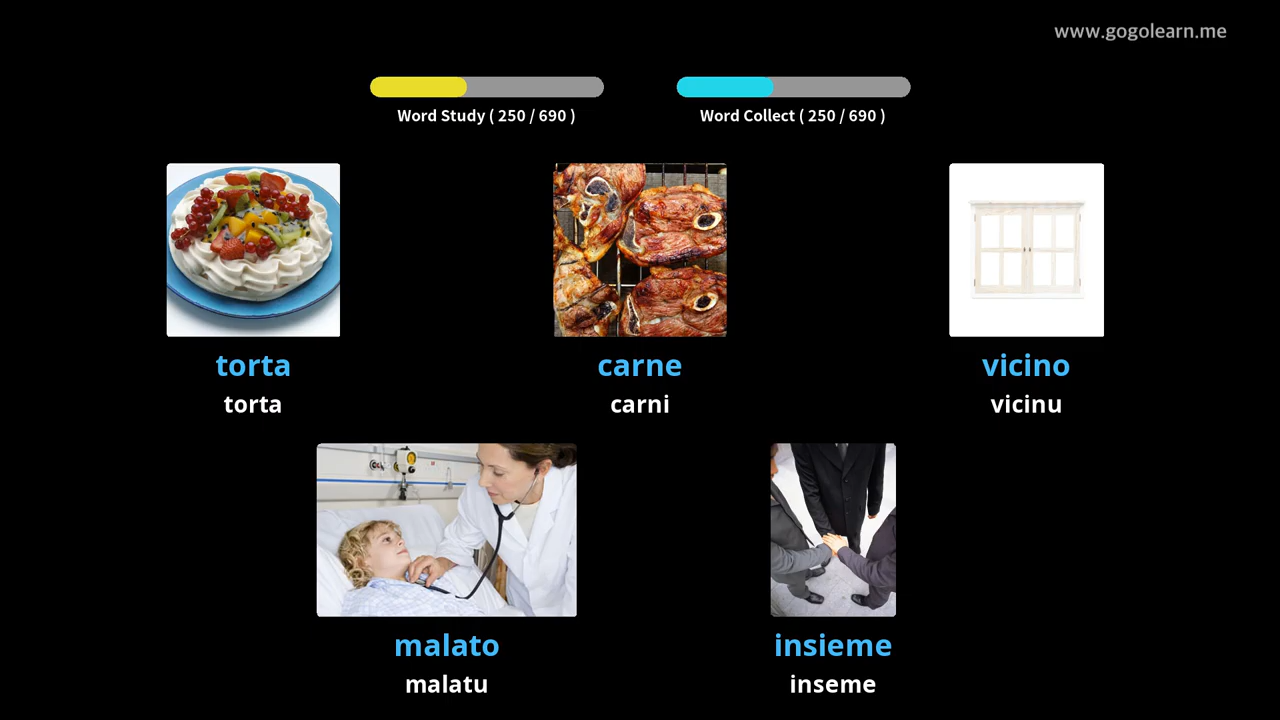 www.gogolearn.me
Word Study ( 250 / 690 )
Word Collect ( 250 / 690 )
torta
torta
carne
carni
vicino
vicinu
malato
malatu
insieme
inseme